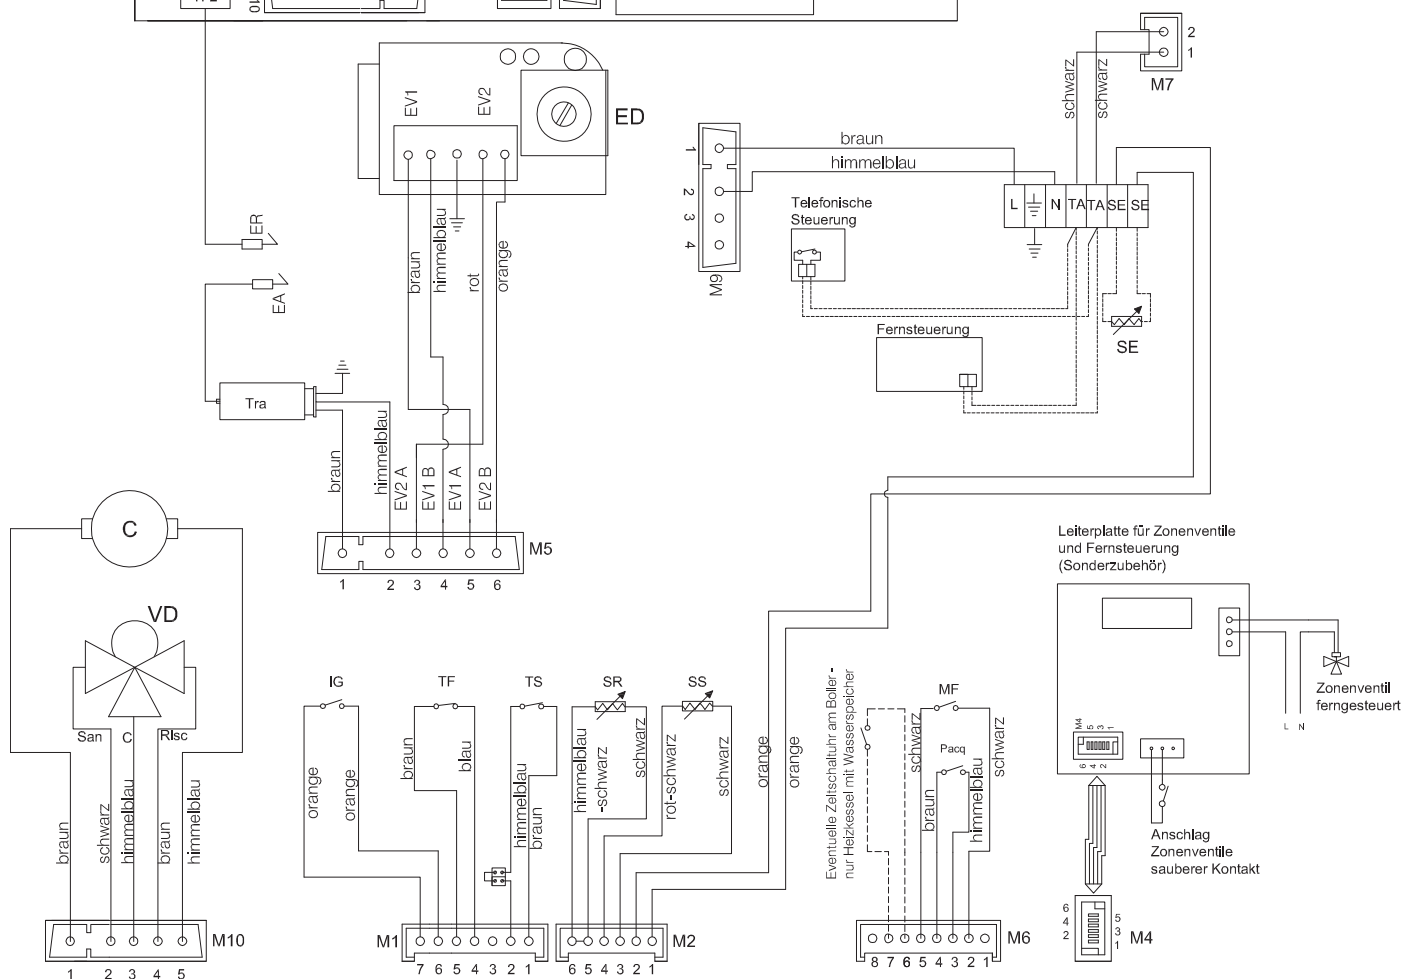 10
EV1
EV2
ED
braun
himmelblau
rot
orange
ER
EA
Tra
braun
himmelblau
EV2 A
EV1 B
EV1 A
EV2 B
M5
1 2 3 4 5 6
schwarz
schwarz
2
1
M7
1
2
3
4
M9
braun
himmelblau
L N TA TA SE SE
Telefonische
Steuerung
Fernsteuerung
SE
C
VD
San C RIsc
braun
schwarz
himmelblau
braun
himmelblau
M10
1 2 3 4 5
IG
orange
orange
TF
braun
blau
TS
himmelblau
braun
SR
himmelblau
-schwarz
schwarz
SS
rot-schwarz
schwarz
orange
orange
M1
7 6 5 4 3 2 1
M2
6 5 4 3 2 1
Eventuelle Zeltschaltuhr am Boller -
nur Heizkessel mit Wasserspeicher
MF
schwarz
schwarz
Pacq
braun
himmelblau
M6
8 7 6 5 4 3 2 1
Leiterplatte für Zonenventile
und Fernsteuerung
(Sonderzubehör)
L N
Zonenventil
ferngesteuert
M4
5
3
1
6
4
2
Anschlag
Zonenventile
sauberer Kontakt
6
4
2
5
3
1
M4